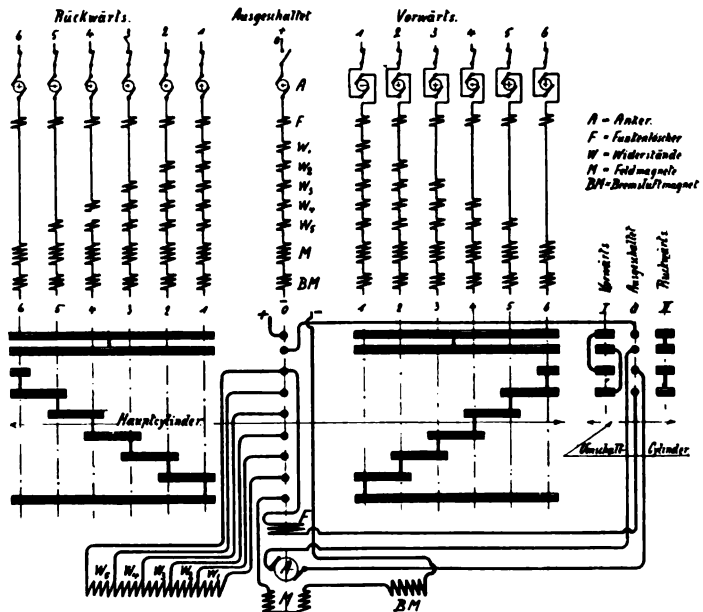 Rückwärts.
Ausgeschaltet
Vorwärts.
6 5 4 3 2 1
+
0
1 2 3 4 5 6
A
F
W1
W2
W3
W4
W5
M
BM
A = Anker.
F = Funkenlöscher
W = Widerstände
M = Feldmagnete
BM = Bremsluftmagnet
Vorwärts
Ausgeschaltet
Rückwärts
6 5 4 3 2 1
+
−
0
−
1 2 3 4 5 6
I 0 II
Hauptcylinder
Umschalt Cylinder
F
A
W5 W4 W3 W2 W1
M
BM